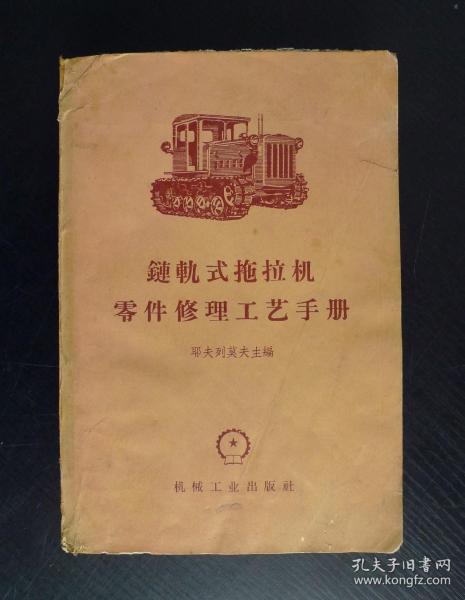 鏈軌式拖拉机
零件修理工艺手册
耶夫列莫夫主編
机械工业出版社
孔夫子旧书网
www.kongfz.com